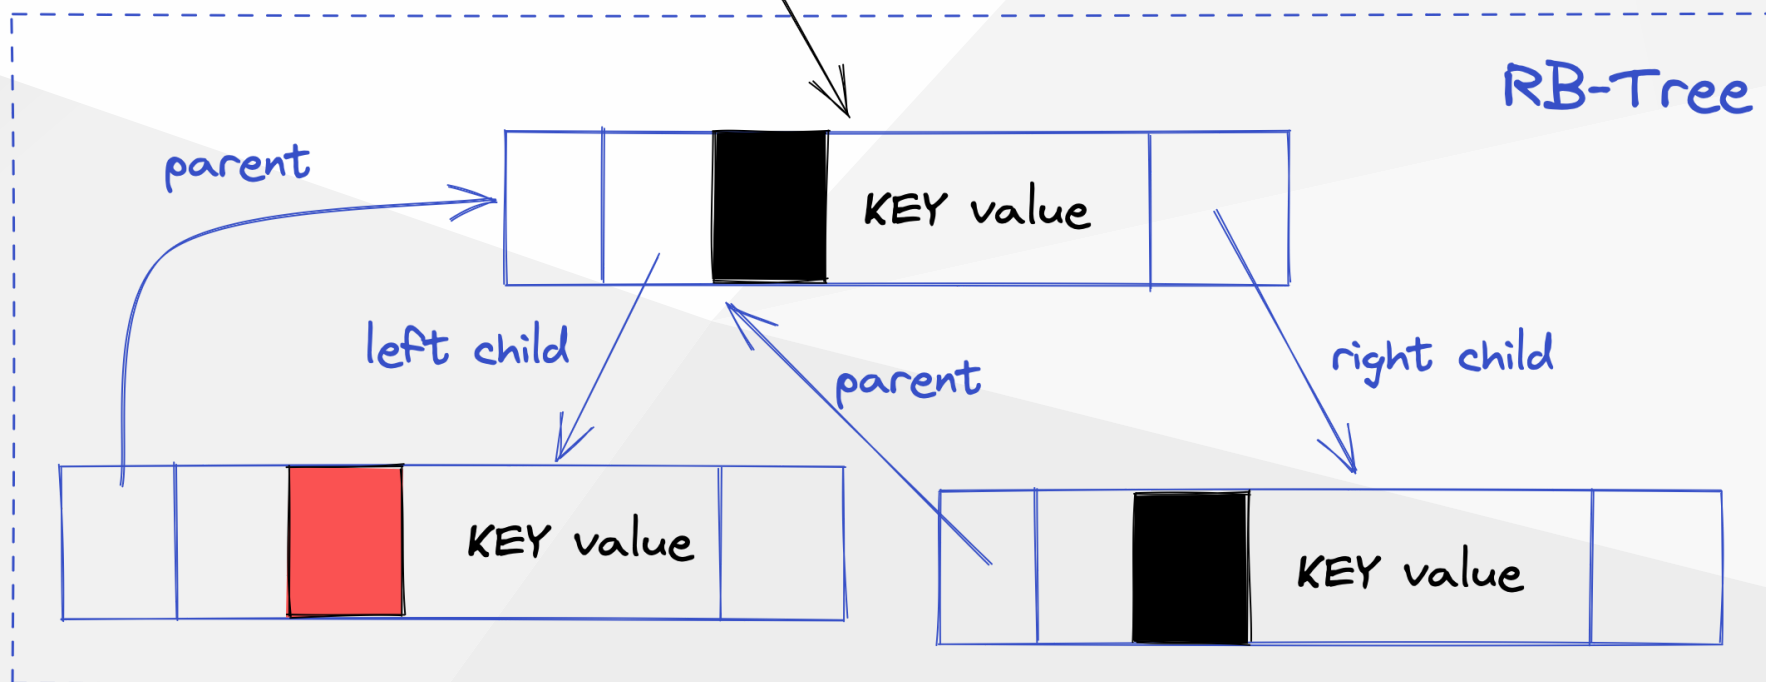 RB-Tree
parent
KEY value
left child
parent
right child
KEY value
KEY value